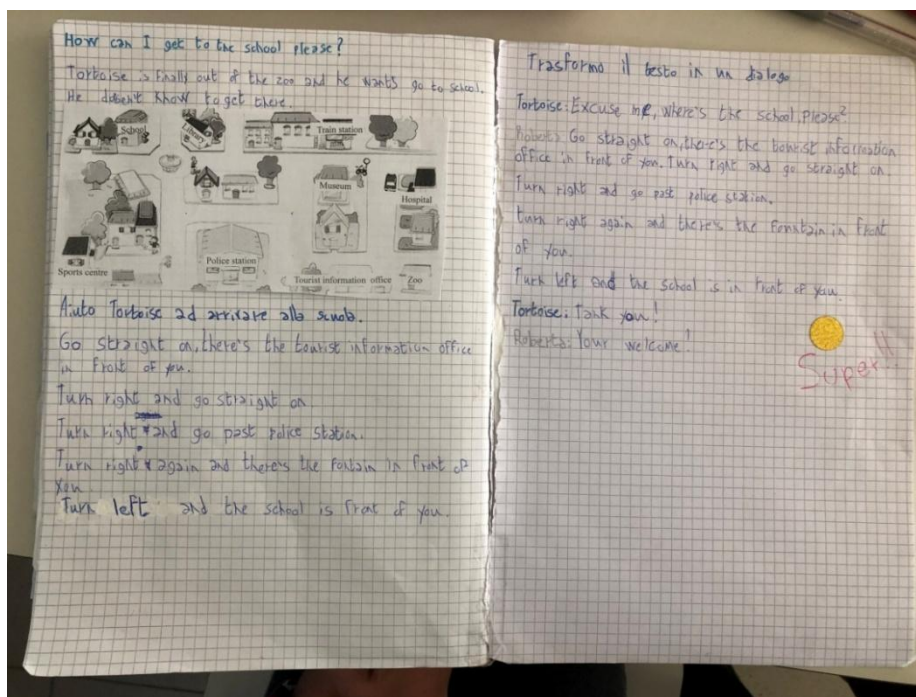 How can I get to the school please?
Tortoise is finally out of the zoo and he wants go to school.
He doesn't know to get there.
School
Library
Train station
Museum
Hospital
Sports centre
Police station
Tourist information office
Zoo
Aiuto Tortoise ad arrivare alla scuola.
Go straight on, there's the tourist information office
in front of you.
Turn right and go straight on.
Turn right and go past police station.
Turn right again and there's the fontain in front of
you
Turn left and the school is front of you.
Trasformo il testo in un dialogo
Tortoise: Excuse me, where's the school, please?
Go straight on, there's the tourist information
office in front of you. Turn right and go straight on.
Turn right and go past police station.
turn right again and there's the fountain in front
of you.
Turn left and the school is in front of you.
Tortoise: Tank you!
Roberta: Your welcome!
Super!!